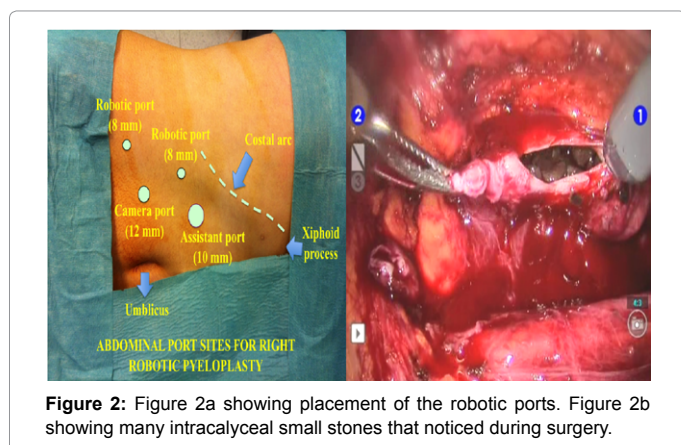 Robotic port
(8 mm)
Robotic port
(8 mm)
Costal arc
Camera port
(12 mm)
Assistant port
(10 mm)
Xiphoid
process
Umblicus
ABDOMINAL PORT SITES FOR RIGHT
ROBOTIC PYELOPLASTY
2
3
1
Figure 2: Figure 2a showing placement of the robotic ports. Figure 2b
showing many intracalyceal small stones that noticed during surgery.